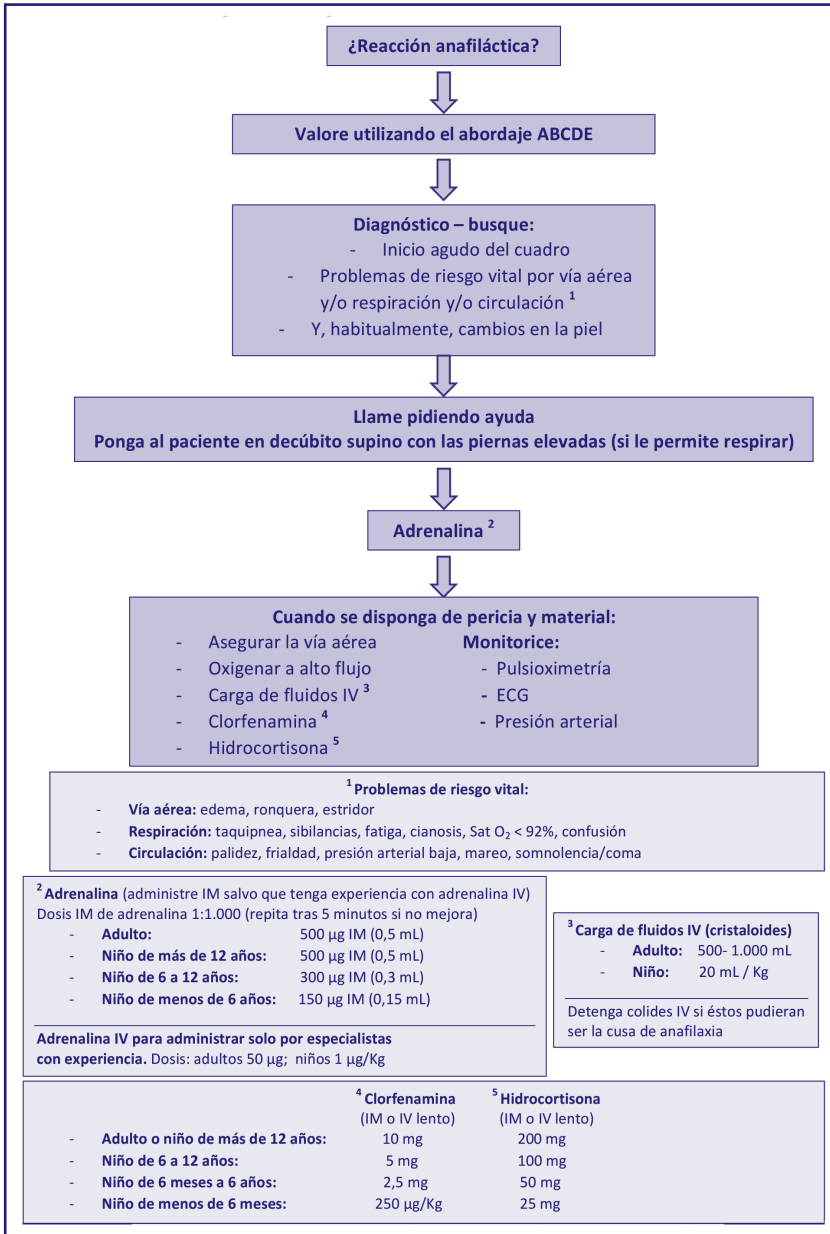 ¿Reacción anafiláctica?
Valore utilizando el abordaje ABCDE
Diagnóstico – busque:
- Inicio agudo del cuadro
- Problemas de riesgo vital por vía aérea
y/o respiración y/o circulación 1
- Y, habitualmente, cambios en la piel
Llame pidiendo ayuda
Ponga al paciente en decúbito supino con las piernas elevadas (si le permite respirar)
Adrenalina 2
Cuando se disponga de pericia y material:
- Asegurar la vía aérea
- Oxigenar a alto flujo
- Carga de fluidos IV 3
- Clorfenamina 4
- Hidrocortisona 5
Monitorice:
- Pulsioximetría
- ECG
- Presión arterial
1 Problemas de riesgo vital:
- Vía aérea: edema, ronquera, estridor
- Respiración: taquipnea, sibilancias, fatiga, cianosis, Sat O2 < 92%, confusión
- Circulación: palidez, frialdad, presión arterial baja, mareo, somnolencia/coma
2 Adrenalina (administre IM salvo que tenga experiencia con adrenalina IV)
Dosis IM de adrenalina 1:1.000 (repita tras 5 minutos si no mejora)
- Adulto: 500 µg IM (0,5 mL)
- Niño de más de 12 años: 500 µg IM (0,5 mL)
- Niño de 6 a 12 años: 300 µg IM (0,3 mL)
- Niño de menos de 6 años: 150 µg IM (0,15 mL)
Adrenalina IV para administrar solo por especialistas
con experiencia. Dosis: adultos 50 µg; niños 1 µg/Kg
3 Carga de fluidos IV (cristaloides)
- Adulto: 500- 1.000 mL
- Niño: 20 mL / Kg
Detenga colides IV si éstos pudieran
ser la cusa de anafilaxia
4 Clorfenamina 5 Hidrocortisona
(IM o IV lento) (IM o IV lento)
- Adulto o niño de más de 12 años: 10 mg 200 mg
- Niño de 6 a 12 años: 5 mg 100 mg
- Niño de 6 meses a 6 años: 2,5 mg 50 mg
- Niño de menos de 6 meses: 250 µg/Kg 25 mg